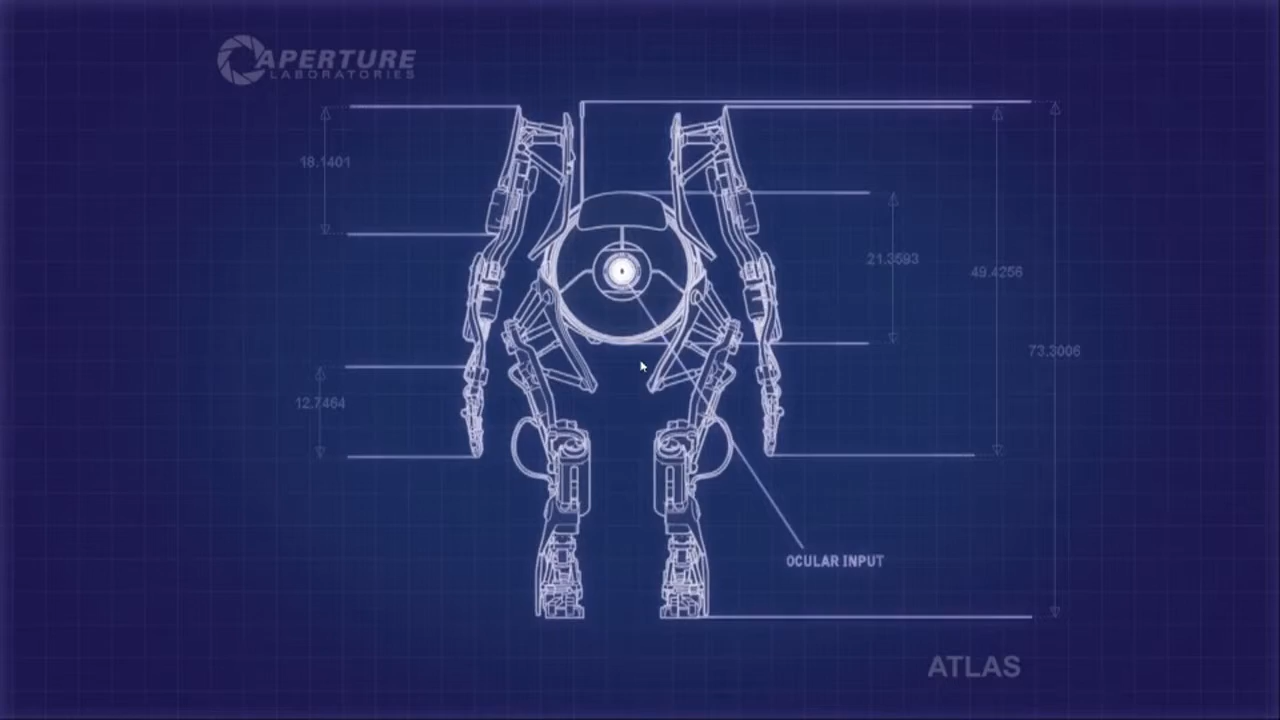 APERTURE
LABORATORIES
18.1401
21.3593
49.4256
73.3006
12.7464
OCULAR INPUT
ATLAS